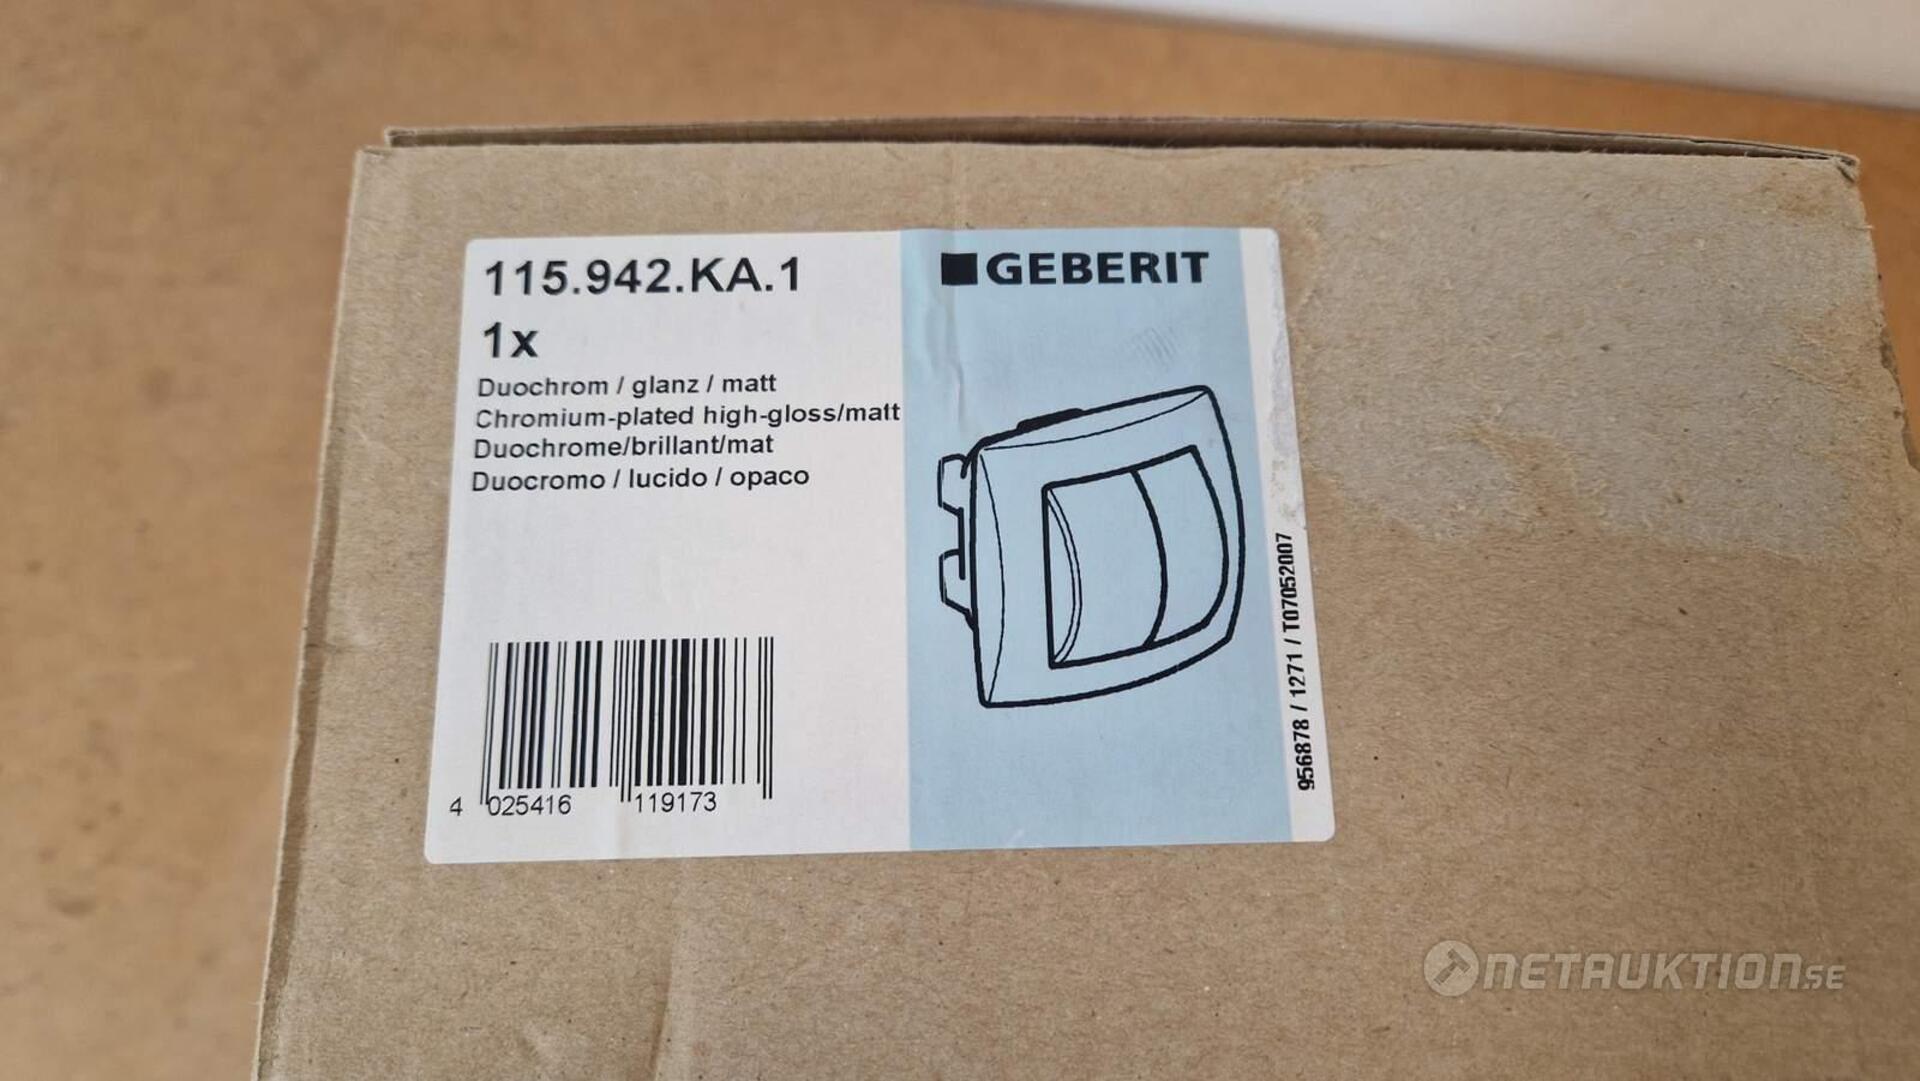 115.942.KA.1
1x
Duochrom / glanz / matt
Chromium-plated high-gloss/matt
Duochrome/brillant/mat
Duocromo / lucido / opaco
4 025416 119173
GEBERIT
956878 / 1271 / T07052007
NETAUKTION.SE